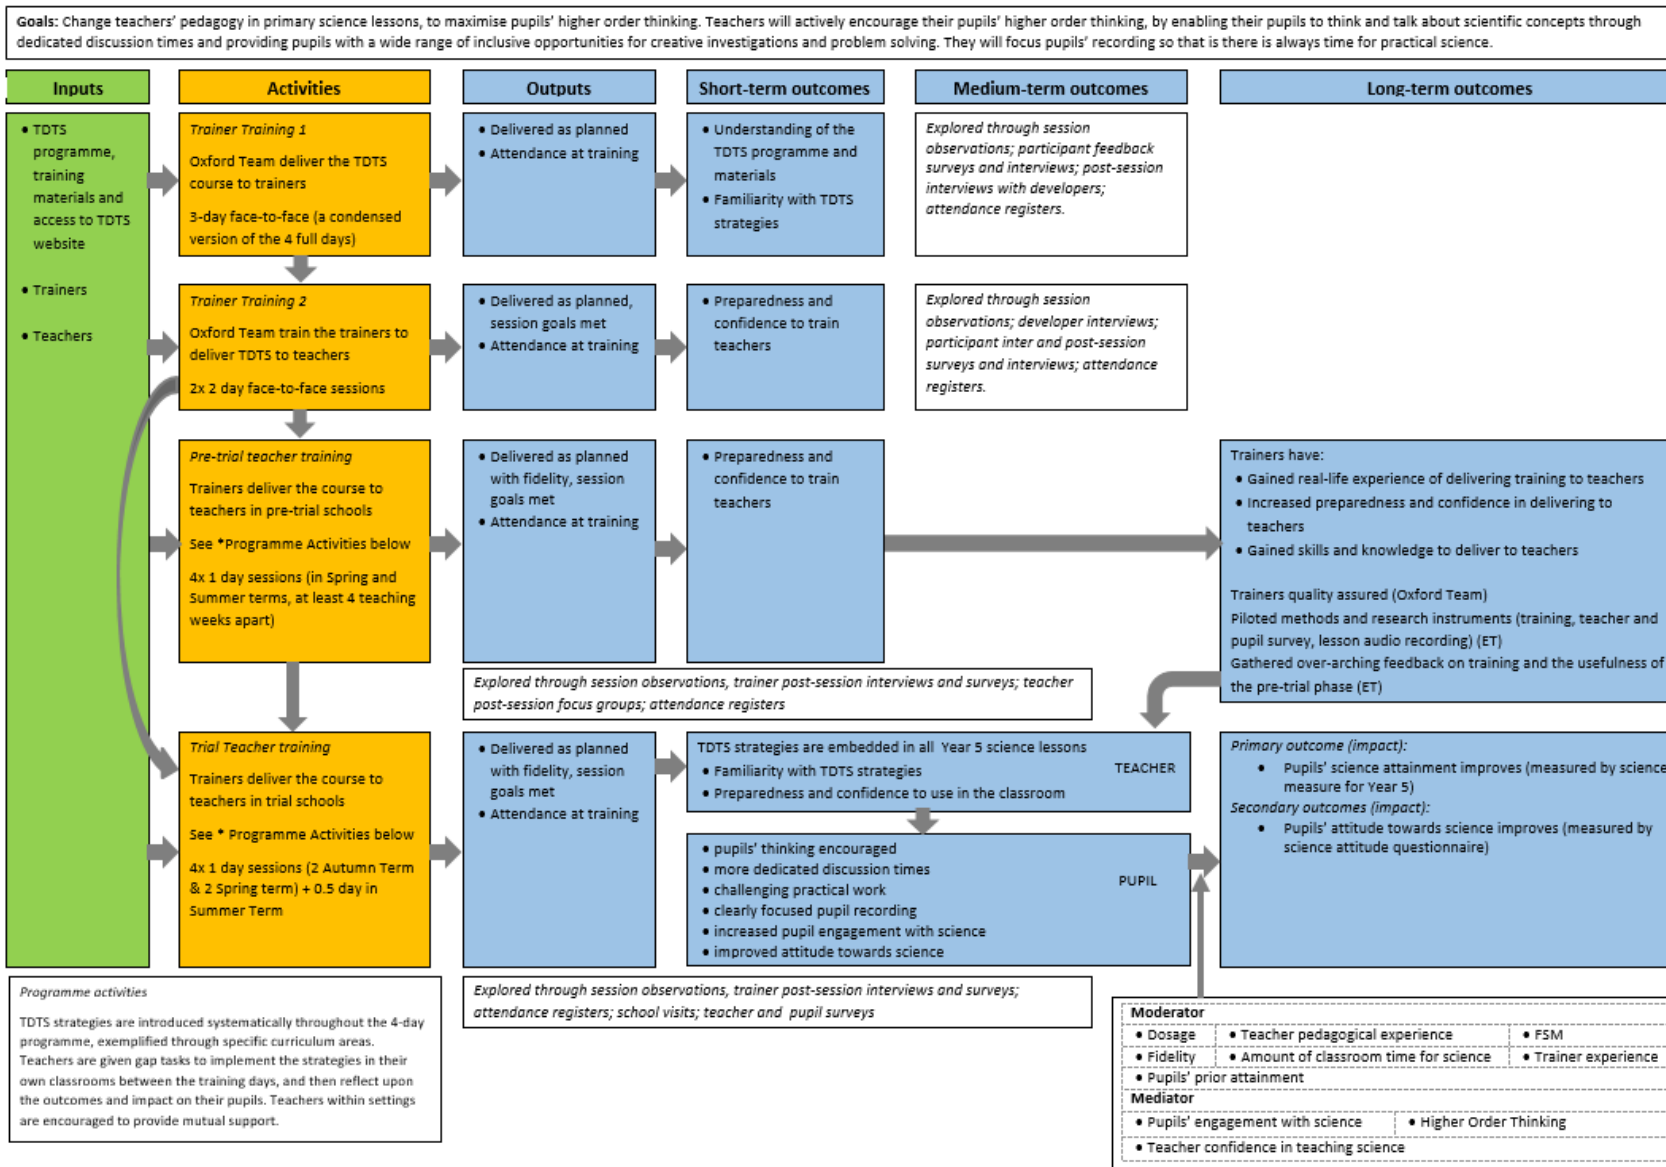 Goals: Change teachers' pedagogy in primary science lessons, to maximise pupils' higher order thinking. Teachers will actively encourage their pupils' higher order thinking, by enabling their pupils to think and talk about scientific concepts through
dedicated discussion times and providing pupils with a wide range of inclusive opportunities for creative investigations and problem solving. They will focus pupils' recording so that is there is always time for practical science.
Inputs
Activities
Outputs
Short-term outcomes
Medium-term outcomes
Long-term outcomes
• TDTS
programme,
training
materials and
access to TDTS
website
• Trainers
• Teachers
Trainer Training 1
Oxford Team deliver the TDTS
course to trainers
3-day face-to-face (a condensed
version of the 4 full days)
• Delivered as planned
• Attendance at training
• Understanding of the
TDTS programme and
materials
• Familiarity with TDTS
strategies
Explored through session
observations; participant feedback
surveys and interviews; post-session
interviews with developers;
attendance registers.
Trainer Training 2
Oxford Team train the trainers to
deliver TDTS to teachers
2x 2 day face-to-face sessions
• Delivered as planned,
session goals met
• Attendance at training
• Preparedness and
confidence to train
teachers
Explored through session
observations; developer interviews;
participant inter and post-session
surveys and interviews; attendance
registers.
Pre-trial teacher training
Trainers deliver the course to
teachers in pre-trial schools
See *Programme Activities below
4x 1 day sessions (in Spring and
Summer terms, at least 4 teaching
weeks apart)
• Delivered as planned
with fidelity, session
goals met
• Attendance at training
• Preparedness and
confidence to train
teachers
Trainers have:
• Gained real-life experience of delivering training to teachers
• Increased preparedness and confidence in delivering to
teachers
• Gained skills and knowledge to deliver to teachers
Trainers quality assured (Oxford Team)
Piloted methods and research instruments (training, teacher and
pupil survey, lesson audio recording) (ET)
Gathered over-arching feedback on training and the usefulness of
the pre-trial phase (ET)
Explored through session observations, trainer post-session interviews and surveys; teacher
post-session focus groups; attendance registers
Trial Teacher training
Trainers deliver the course to
teachers in trial schools
See * Programme Activities below
4x 1 day sessions (2 Autumn Term
& 2 Spring term) + 0.5 day in
Summer Term
• Delivered as planned
with fidelity, session
goals met
• Attendance at training
TDTS strategies are embedded in all Year 5 science lessons
• Familiarity with TDTS strategies
• Preparedness and confidence to use in the classroom
TEACHER
• pupils' thinking encouraged
• more dedicated discussion times
• challenging practical work
• clearly focused pupil recording
• increased pupil engagement with science
• improved attitude towards science
PUPIL
Primary outcome (impact):
• Pupils' science attainment improves (measured by science
measure for Year 5)
Secondary outcomes (impact):
• Pupils' attitude towards science improves (measured by
science attitude questionnaire)
Explored through session observations, trainer post-session interviews and surveys;
attendance registers; school visits; teacher and pupil surveys
Programme activities
TDTS strategies are introduced systematically throughout the 4-day
programme, exemplified through specific curriculum areas.
Teachers are given gap tasks to implement the strategies in their
own classrooms between the training days, and then reflect upon
the outcomes and impact on their pupils. Teachers within settings
are encouraged to provide mutual support.
Moderator
• Dosage • Teacher pedagogical experience • FSM
• Fidelity • Amount of classroom time for science • Trainer experience
• Pupils' prior attainment
Mediator
• Pupils' engagement with science • Higher Order Thinking
• Teacher confidence in teaching science